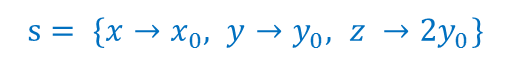 s = {x → x₀, y → y₀, z → 2y₀}